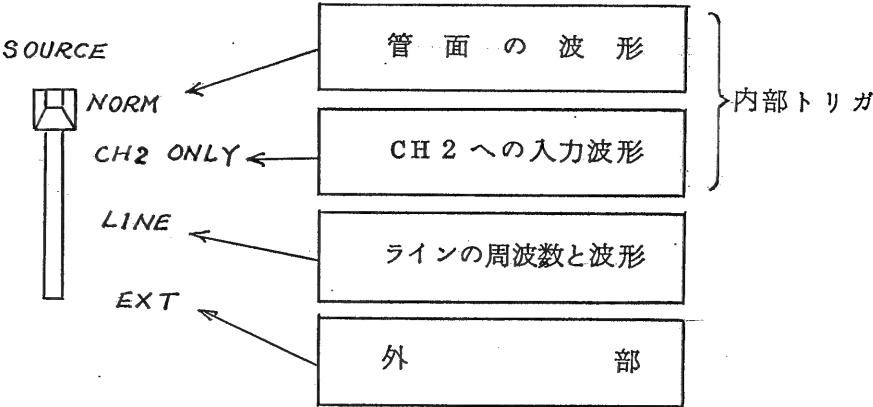 SOURCE
NORM
CH2 ONLY
LINE
EXT
管面の波形
CH2への入力波形
ラインの周波数と波形
外部
内部トリガ